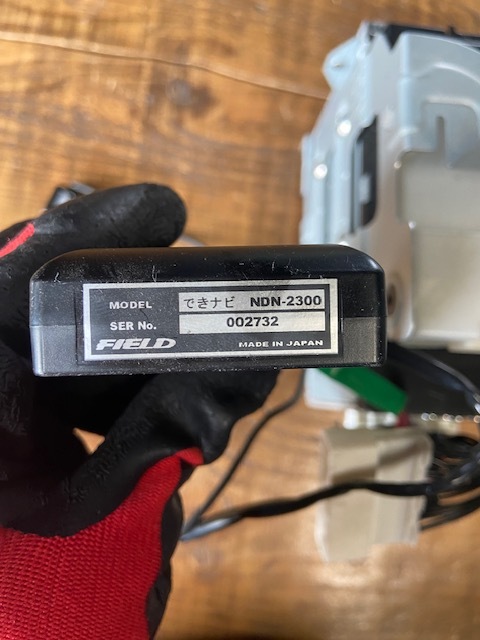 MODEL できナビ NDN-2300
SER No. 002732
FIELD MADE IN JAPAN